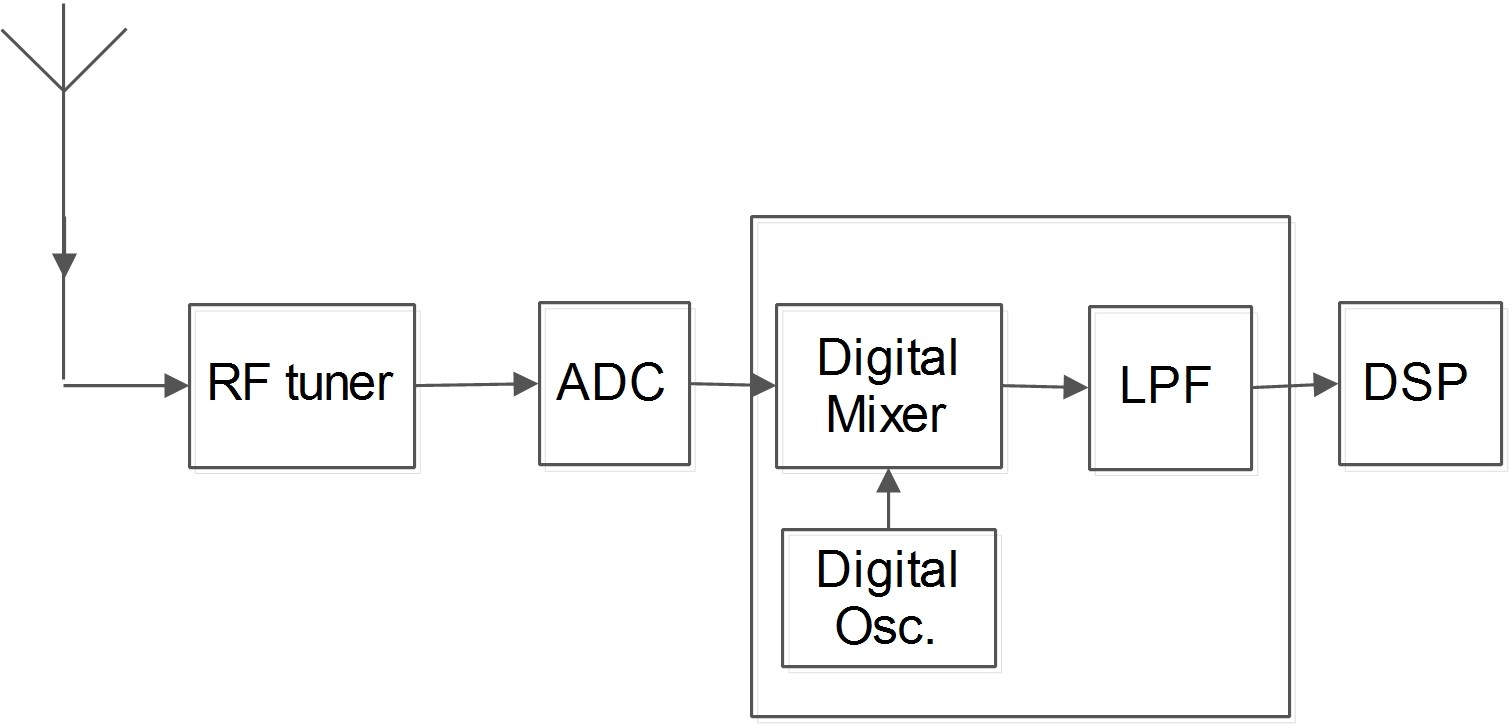 RF tuner
ADC
Digital
Mixer
LPF
DSP
Digital
Osc.